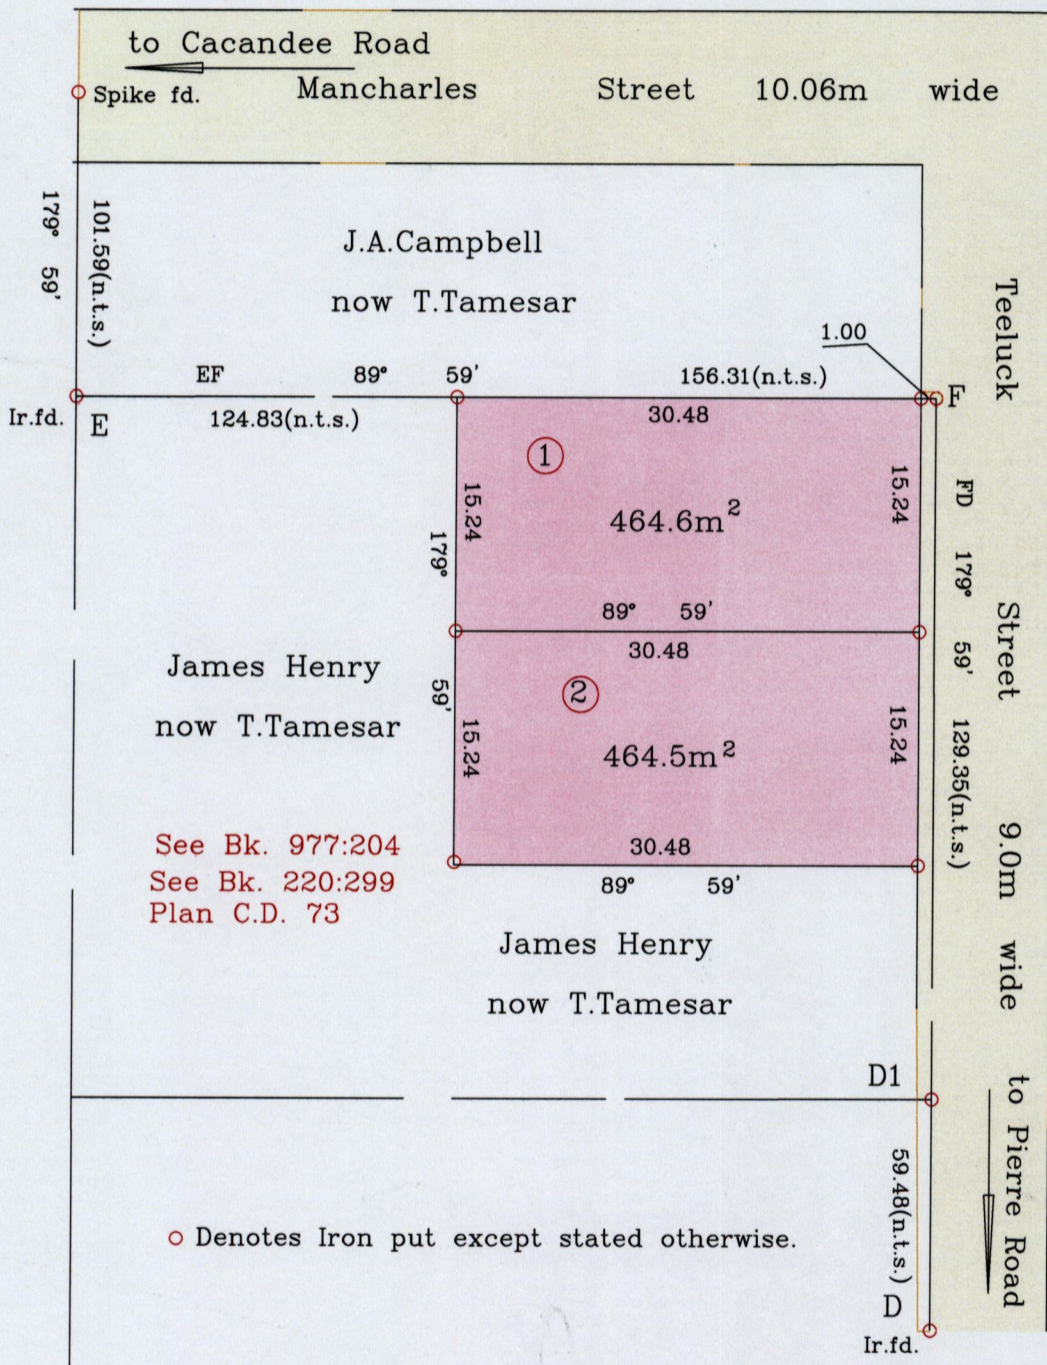 to Cacandee Road
Spike fd.
Mancharles Street 10.06m wide
179° 59'
101.59(n.t.s.)
J.A.Campbell
now T.Tamesar
Teeluck Street 9.0m wide to Pierre Road
1.00
EF 89° 59' 156.31(n.t.s.)
Ir.fd.
E
124.83(n.t.s.)
30.48
F
1
15.24
464.6m²
15.24
FD 179° 59' 129.35(n.t.s.)
179° 59'
89° 59'
30.48
James Henry
now T.Tamesar
2
15.24
464.5m²
15.24
See Bk. 977:204
See Bk. 220:299
Plan C.D. 73
30.48
89° 59'
James Henry
now T.Tamesar
D1
59.48(n.t.s.)
Denotes Iron put except stated otherwise.
D
Ir.fd.